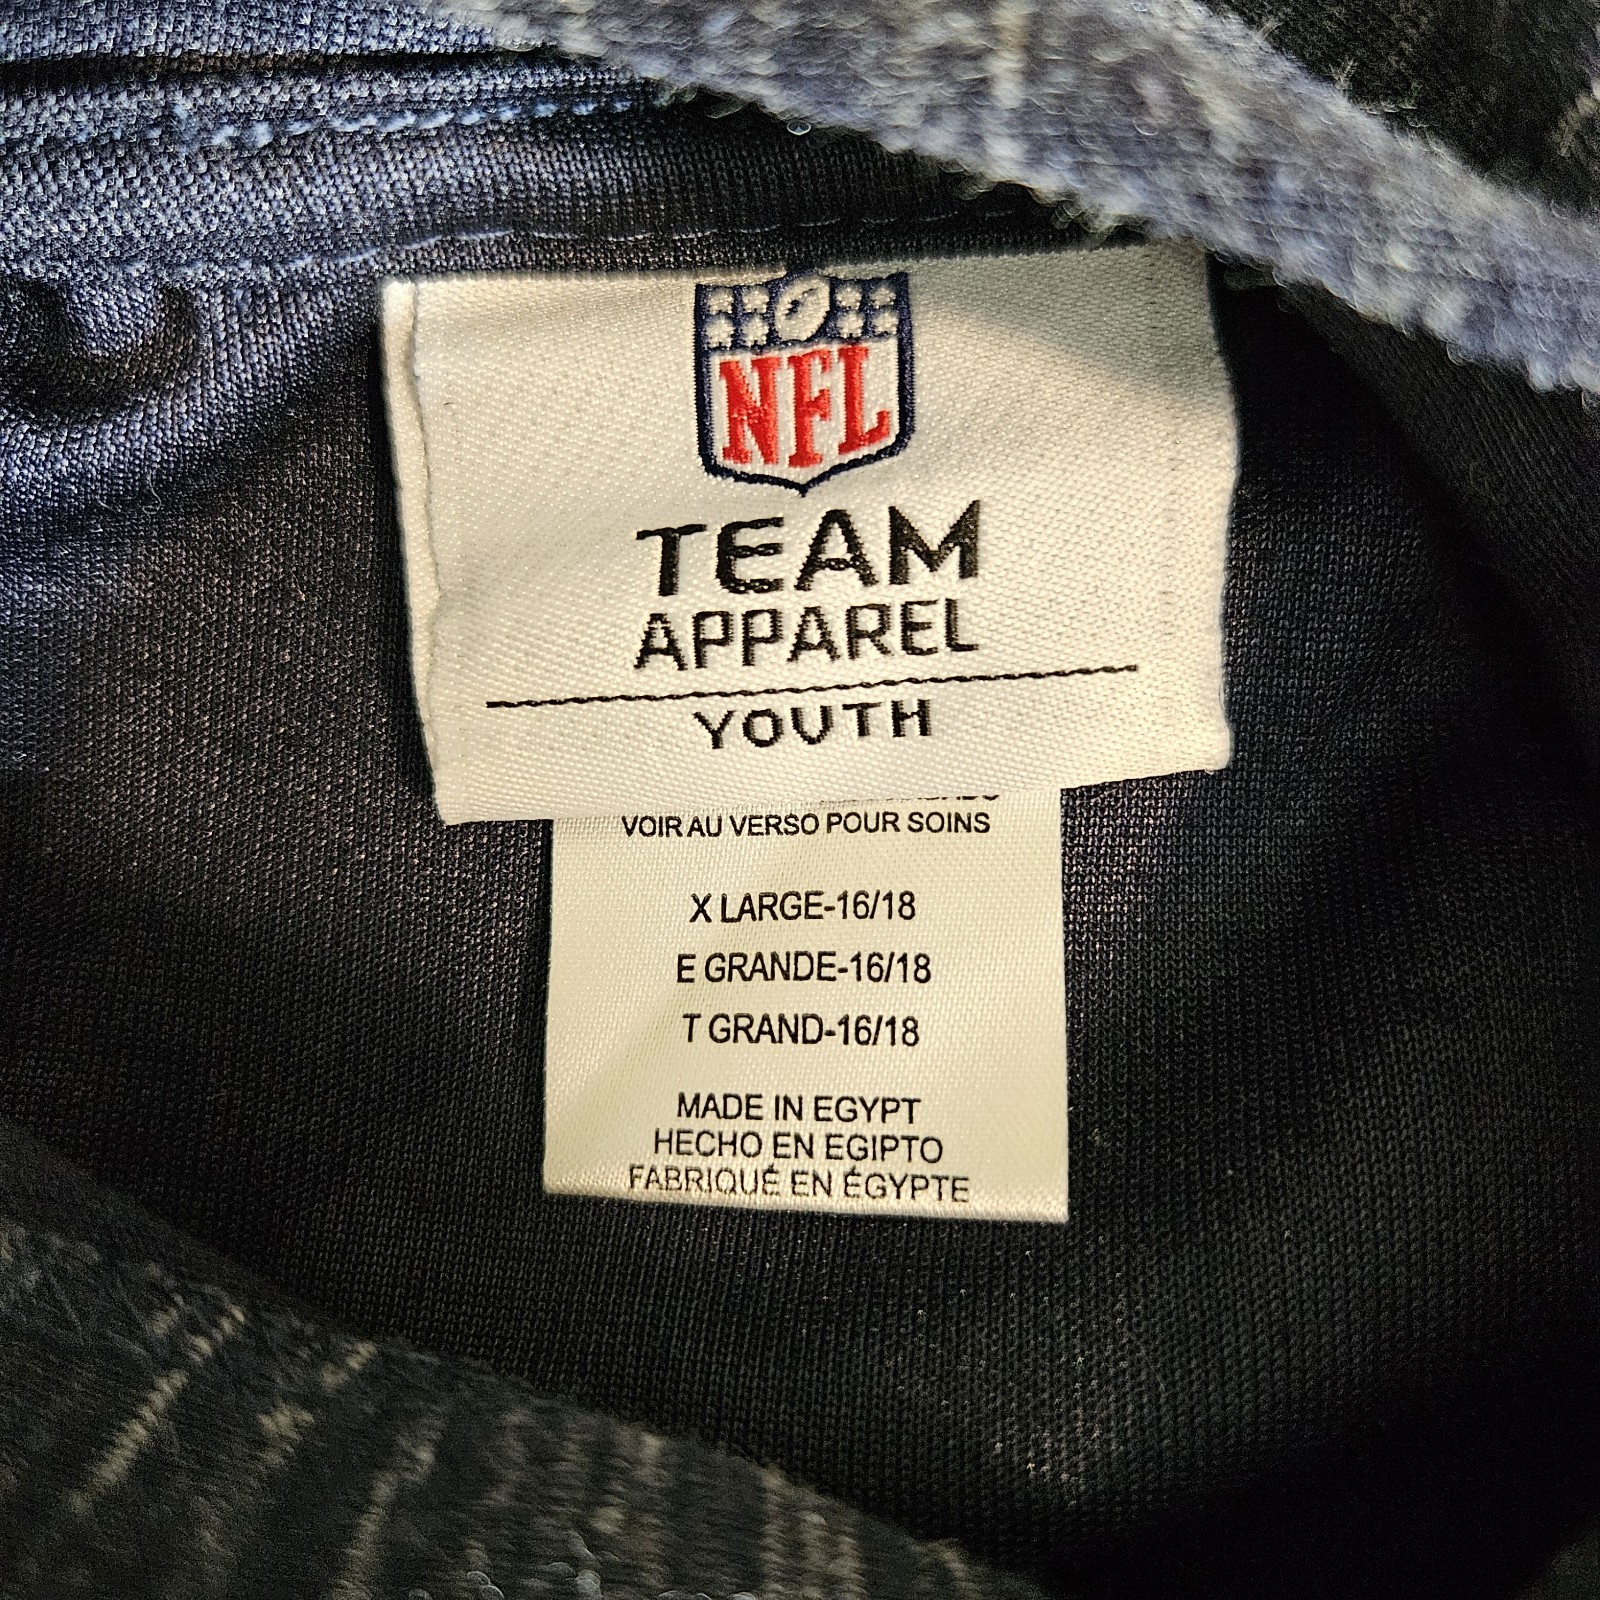 NFL
TEAM
APPAREL
YOUTH
VOIR AU VERSO POUR SOINS
X LARGE-16/18
E GRANDE-16/18
T GRAND-16/18
MADE IN EGYPT
HECHO EN EGIPTO
FABRIQUÉ EN ÉGYPTE